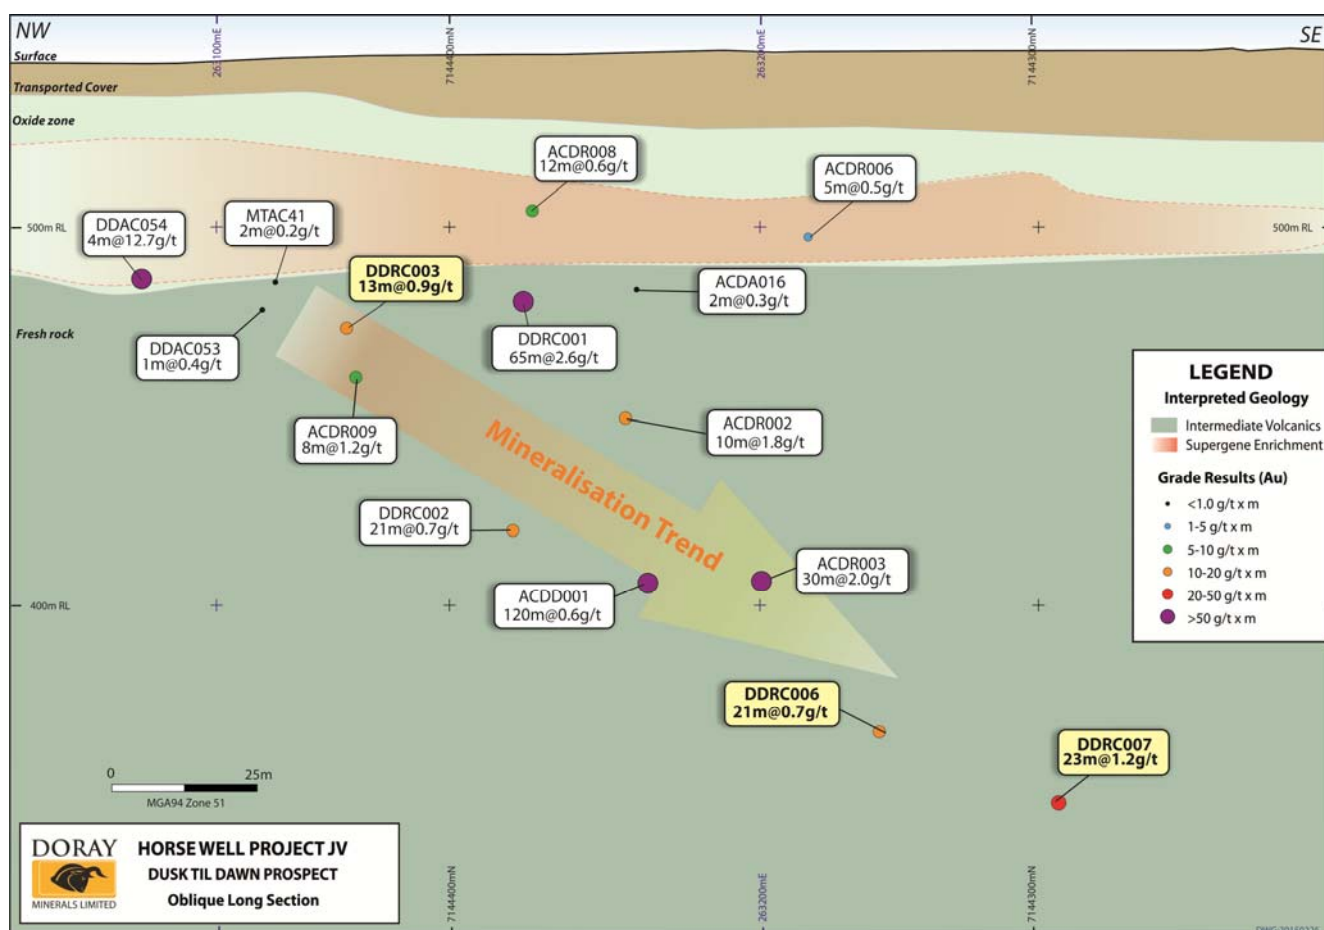 NW
SE
263100mE
7144400mN
263200mE
7144300mN
Surface
Transported Cover
Oxide zone
ACDR008
12m@0.6g/t
ACDR006
5m@0.5g/t
DDAC054
4m@12.7g/t
MTAC41
2m@0.2g/t
500m RL
500m RL
DDRC003
13m@0.9g/t
ACDA016
2m@0.3g/t
Fresh rock
DDAC053
1m@0.4g/t
DDRC001
65m@2.6g/t
ACDR009
8m@1.2g/t
ACDR002
10m@1.8g/t
Mineralisation Trend
DDRC002
21m@0.7g/t
ACDD001
120m@0.6g/t
ACDR003
30m@2.0g/t
400m RL
LEGEND
Interpreted Geology
Intermediate Volcanics
Supergene Enrichment
Grade Results (Au)
<1.0 g/t x m
1-5 g/t x m
5-10 g/t x m
10-20 g/t x m
20-50 g/t x m
>50 g/t x m
DDRC006
21m@0.7g/t
DDRC007
23m@1.2g/t
0 25m
MGA94 Zone 51
DORAY
MINERALS LIMITED
HORSE WELL PROJECT JV
DUSK TIL DAWN PROSPECT
Oblique Long Section
7144400mN
263200mE
7144300mN